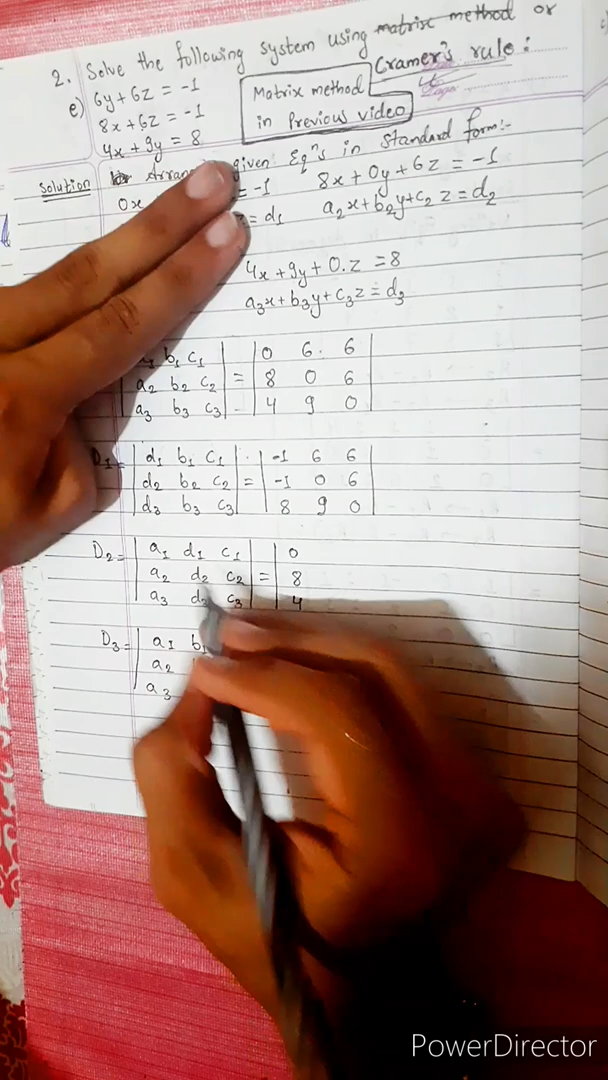 2. Solve the following system using matrix method or
Cramer's rule:
e) 6y + 6z = -1
8x + 6z = -1
4x + 9y = 8
Matrix method
in Previous video
Solution Arran given Eqⁿs in standard form:-
0x = -1 8x + 0y + 6z = -1
z = d₁ a₂x + b₂y + c₂ z = d₂
4x + 9y + 0.z = 8
a₃x + b₃y + c₃z = d₃
b₁ c₁ | | 0 6 6 |
| a₂ b₂ c₂ | = | 8 0 6 |
| a₃ b₃ c₃ | | 4 9 0 |
D₁ = | d₁ b₁ c₁ | | -1 6 6 |
| d₂ b₂ c₂ | = | -1 0 6 |
| d₃ b₃ c₃ | | 8 9 0 |
D₂ = | a₁ d₁ c₁ | | 0
| a₂ d₂ c₂ | = | 8
| a₃ d₃ c₃ | | 4
D₃ = | a₁ b₁
| a₂
| a₃
PowerDirector